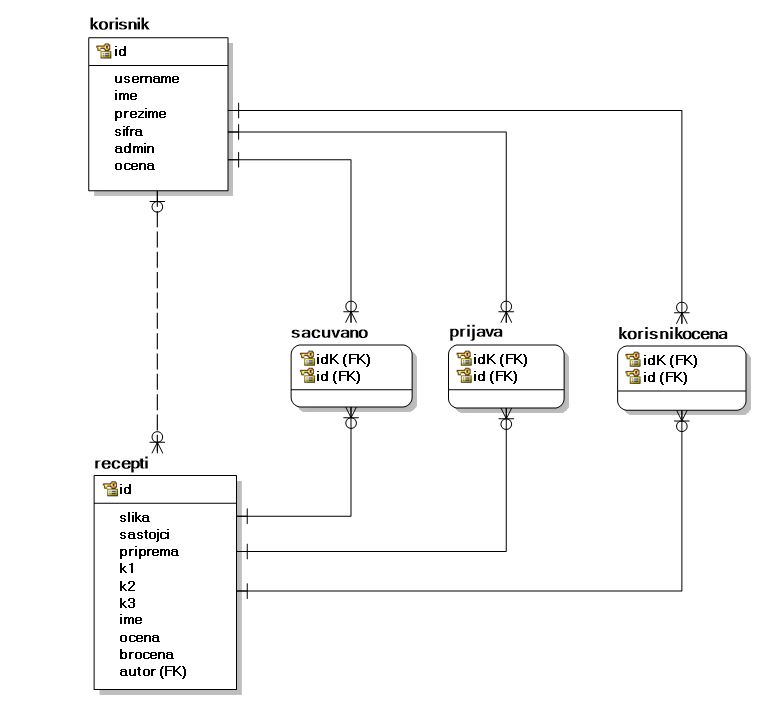 korisnik
id
username
ime
prezime
sifra
admin
ocena
sacuvano
idK (FK)
id (FK)
prijava
idK (FK)
id (FK)
korisnikocena
idK (FK)
id (FK)
recepti
id
slika
sastojci
priprema
k1
k2
k3
ime
ocena
brocena
autor (FK)